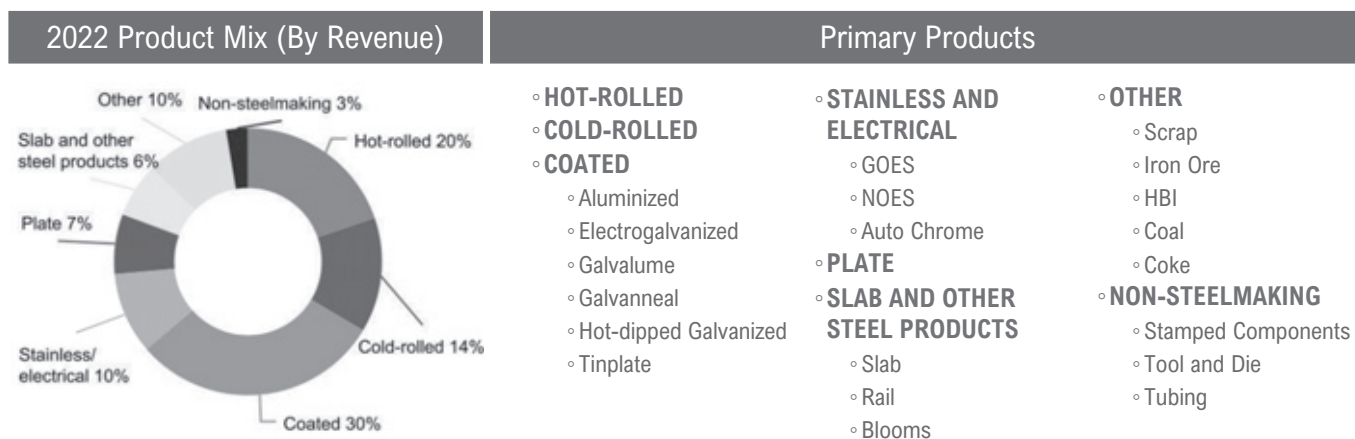 2022 Product Mix (By Revenue)
Other 10%
Non-steelmaking 3%
Hot-rolled 20%
Slab and other
steel products 6%
Plate 7%
Stainless/
electrical 10%
Cold-rolled 14%
Coated 30%
Primary Products
◦HOT-ROLLED
◦COLD-ROLLED
◦COATED
◦Aluminized
◦Electrogalvanized
◦Galvalume
◦Galvanneal
◦Hot-dipped Galvanized
◦Tinplate
◦STAINLESS AND
ELECTRICAL
◦GOES
◦NOES
◦Auto Chrome
◦PLATE
◦SLAB AND OTHER
STEEL PRODUCTS
◦Slab
◦Rail
◦Blooms
◦OTHER
◦Scrap
◦Iron Ore
◦HBI
◦Coal
◦Coke
◦NON-STEELMAKING
◦Stamped Components
◦Tool and Die
◦Tubing